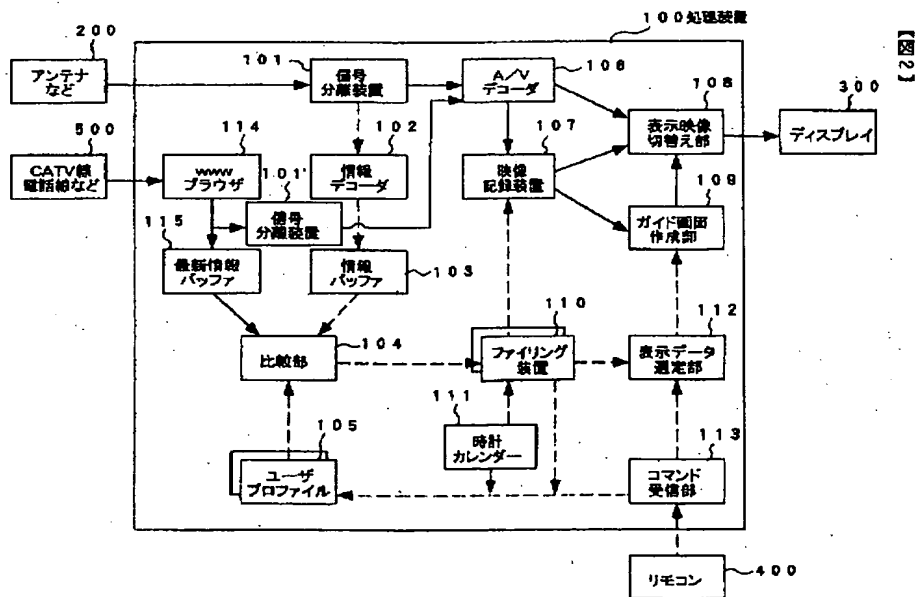 【図2】
100処理装置
200
アンテナ
など
101
信号
分離装置
106
A/V
デコーダ
108
表示映像
切替え部
300
ディスプレイ
500
CATV線
電話線など
114
www
ブラウザ
102
情報
デコーダ
107
映像
記録装置
101'
信号
分離装置
109
ガイド画面
作成部
115
最新情報
バッファ
情報
バッファ
103
110
ファイリング
装置
112
表示データ
選定部
比較部
104
111
時計
カレンダー
105
ユーザ
プロファイル
113
コマンド
受信部
リモコン
400